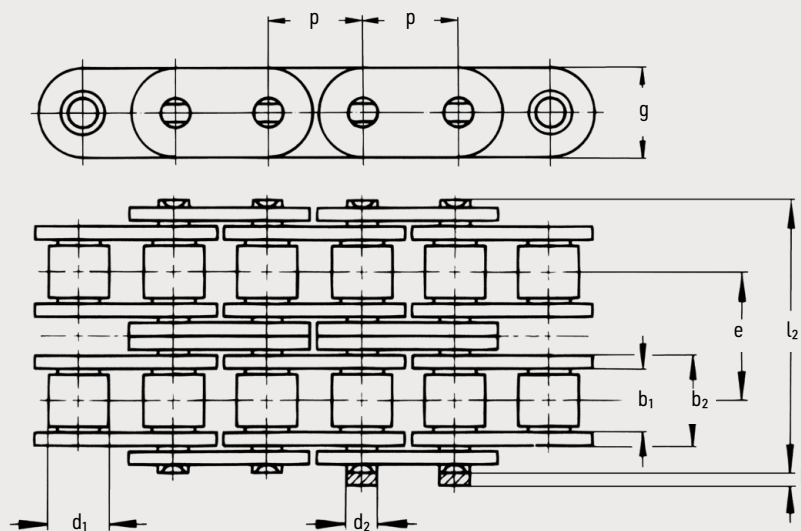 p p
g
e
l₂
b₁ b₂
d₁ d₂